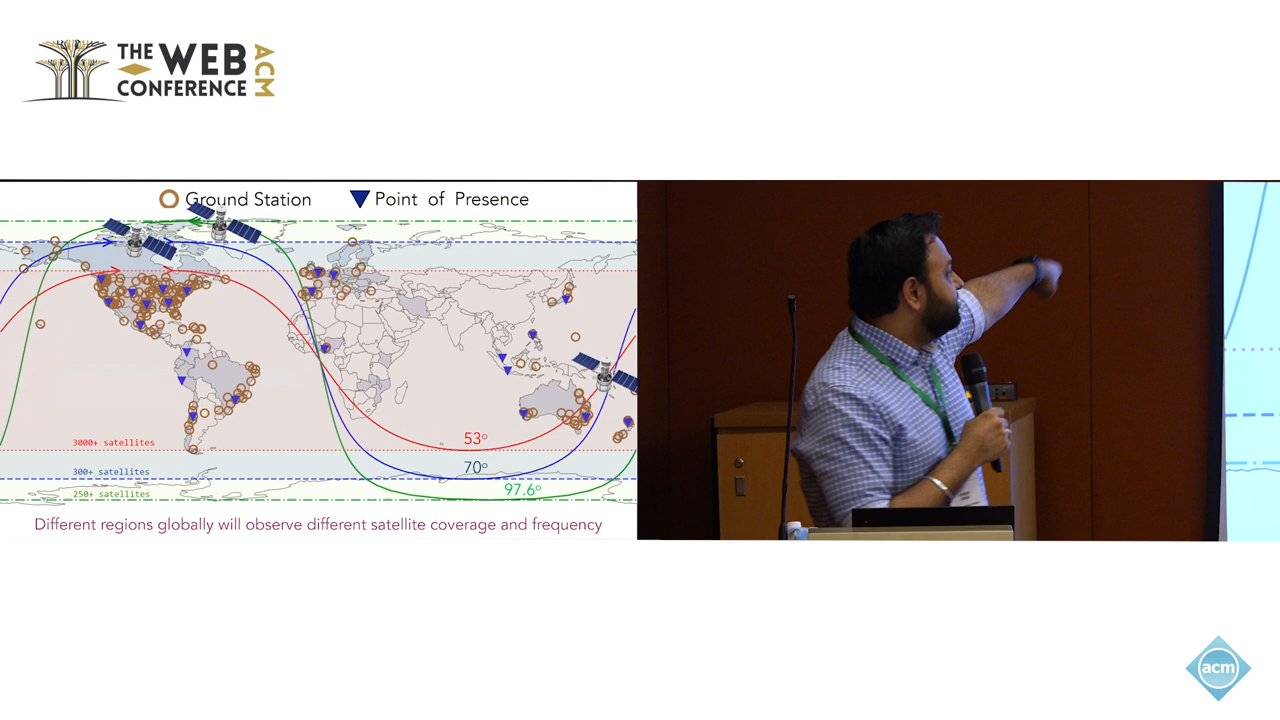 THE WEB
CONFERENCE
ACM
Ground Station
Point of Presence
3000+ satellites
53°
300+ satellites
70°
250+ satellites
97.6°
Different regions globally will observe different satellite coverage and frequency
acm